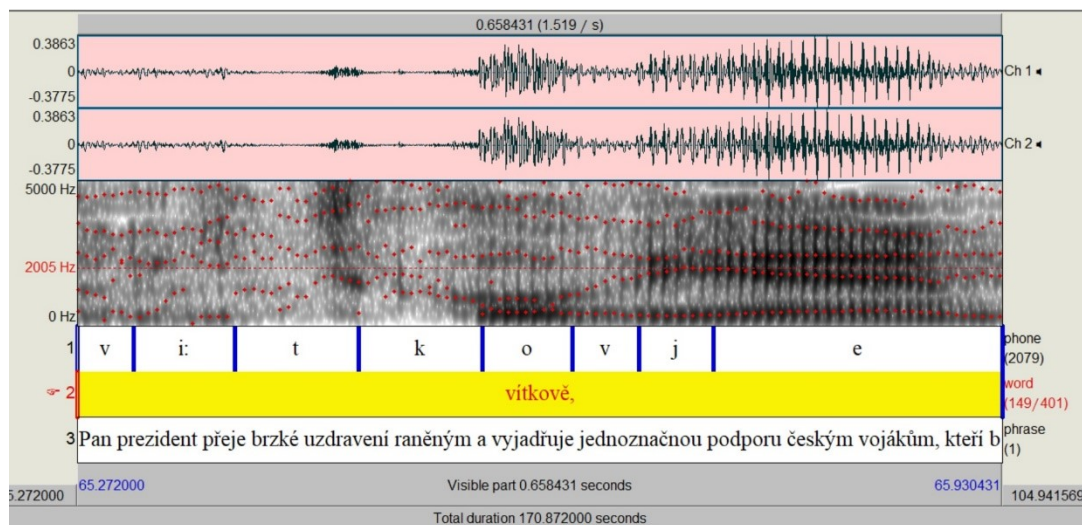 0.658431 (1.519 / s)
0.3863
0
-0.3775
Ch 1
0.3863
0
-0.3775
Ch 2
5000 Hz
2005 Hz
0 Hz
1 v i: t k o v j e phone (2079)
2 vítkově, word (149/401)
3 Pan prezident přeje brzké uzdravení raněným a vyjadřuje jednoznačnou podporu českým vojákům, kteří b phrase (1)
65.272000 Visible part 0.658431 seconds 65.930431
5.272000 104.941569
Total duration 170.872000 seconds